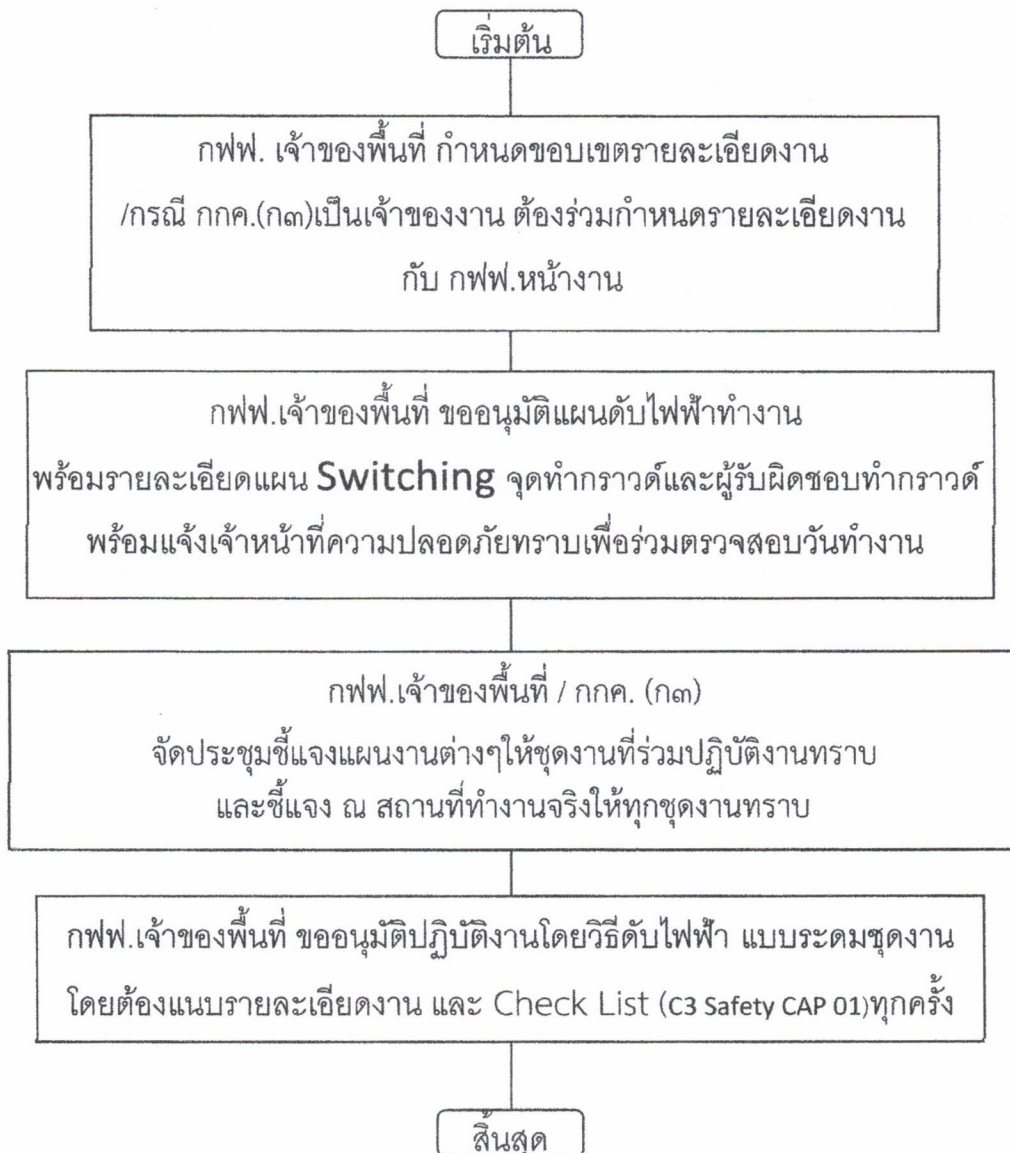 เริ่มต้น
กฟฟ. เจ้าของพื้นที่ กำหนดขอบเขตรายละเอียดงาน
/กรณี กกค.(ก๓)เป็นเจ้าของงาน ต้องร่วมกำหนดรายละเอียดงาน
กับ กฟฟ.หน้างาน
กฟฟ.เจ้าของพื้นที่ ขออนุมัติแผนดับไฟฟ้าทำงาน
พร้อมรายละเอียดแผน Switching จุดทำกราวด์และผู้รับผิดชอบทำกราวด์
พร้อมแจ้งเจ้าหน้าที่ความปลอดภัยทราบเพื่อร่วมตรวจสอบวันทำงาน
กฟฟ.เจ้าของพื้นที่ / กกค. (ก๓)
จัดประชุมชี้แจงแผนงานต่างๆให้ชุดงานที่ร่วมปฏิบัติงานทราบ
และชี้แจง ณ สถานที่ทำงานจริงให้ทุกชุดงานทราบ
กฟฟ.เจ้าของพื้นที่ ขออนุมัติปฏิบัติงานโดยวิธีดับไฟฟ้า แบบระดมชุดงาน
โดยต้องแนบรายละเอียดงาน และ Check List (C3 Safety CAP 01)ทุกครั้ง
สิ้นสุด